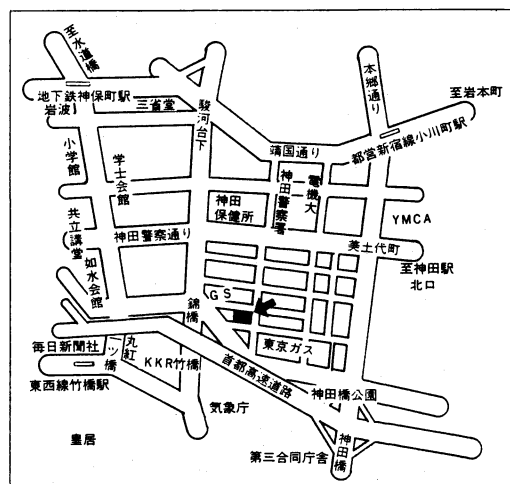 至水道橋
地下鉄神保町駅
岩波
三省堂
駿河台下
本郷通り
至岩本町
都営新宿線小川町駅
靖国通り
小学館
学士会館
神田保健所
神田警察署
電機大
YMCA
共立講堂
神田警察通り
美土代町
至神田駅
北口
如水会館
錦橋
GS
毎日新聞社
一ツ橋
丸紅
KKR竹橋
東京ガス
首都高速道路
神田橋公園
東西線竹橋駅
気象庁
皇居
第三合同庁舎
神田橋